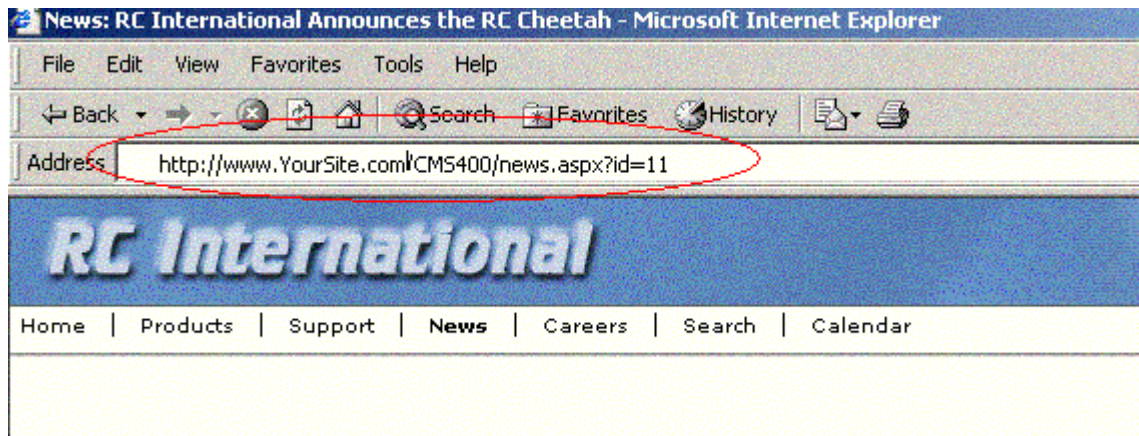 News: RC International Announces the RC Cheetah - Microsoft Internet Explorer
File Edit View Favorites Tools Help
Back Search Favorites History
Address http://www.YourSite.com/CMS400/news.aspx?id=11
RC International
Home | Products | Support | News | Careers | Search | Calendar